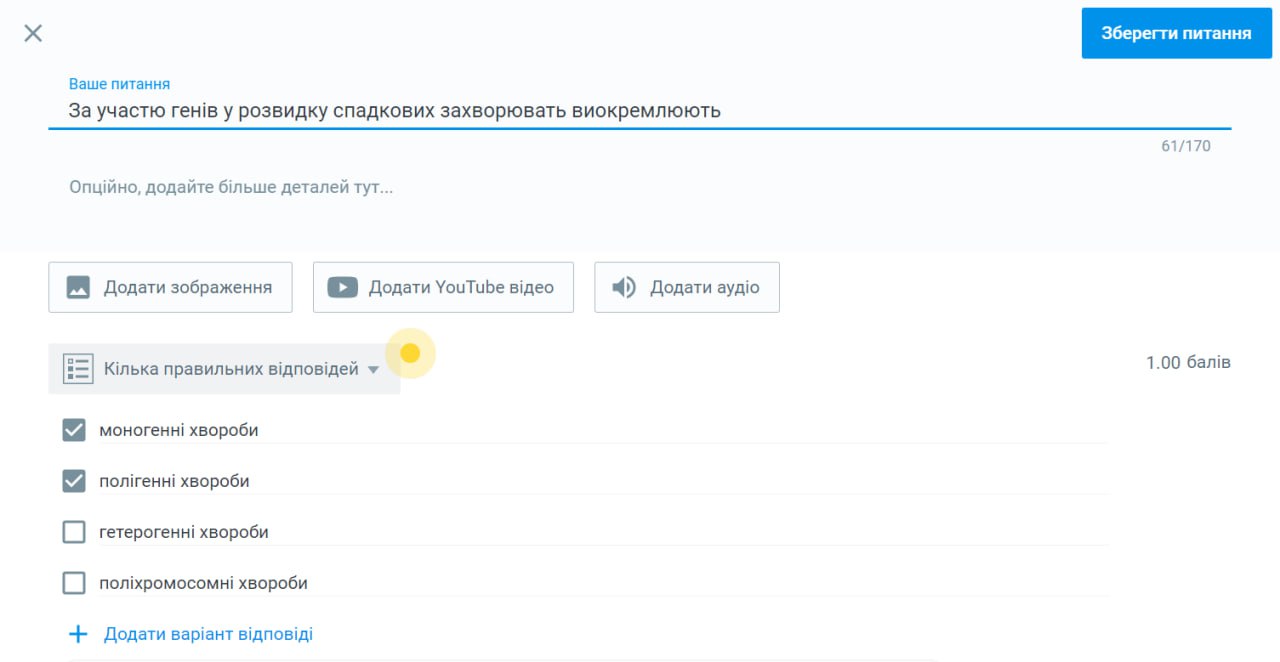 Зберегти питання
Ваше питання
За участю генів у розвидку спадкових захворювать виокремлюють
61/170
Опційно, додайте більше деталей тут...
Додати зображення
Додати YouTube відео
Додати аудіо
Кілька правильних відповідей
1.00 балів
моногенні хвороби
полігенні хвороби
гетерогенні хвороби
поліхромосомні хвороби
Додати варіант відповіді